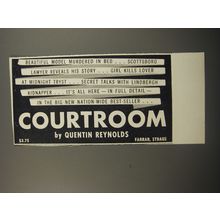 BEAUTIFUL MODEL MURDERED IN BED . . . SCOTTSBORO
LAWYER REVEALS HIS STORY . . . GIRL KILLS LOVER
AT MIDNIGHT TRYST . . . SECRET TALKS WITH LINDBERGH
KIDNAPPER . . . IT'S ALL HERE — IN FULL DETAIL —
IN THE BIG NEW NATION-WIDE BEST-SELLER . . .
COURTROOM
by QUENTIN REYNOLDS
$3.75 FARRAR, STRAUS